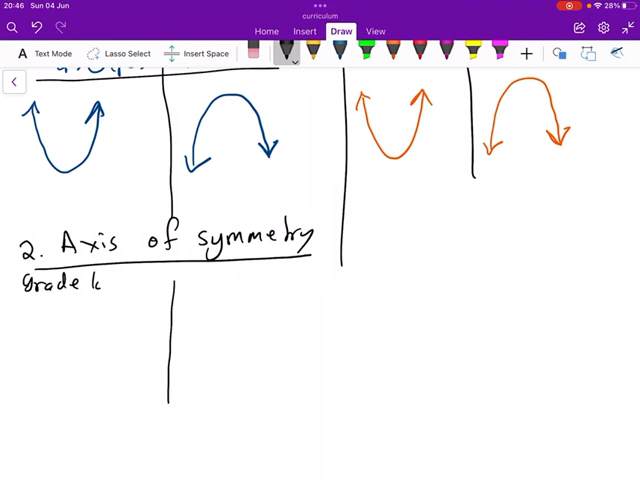 20:46 Sun 04 Jun 28%
curriculum
Home Insert Draw View
Text Mode Lasso Select Insert Space
2. Axis of symmetry
grade k